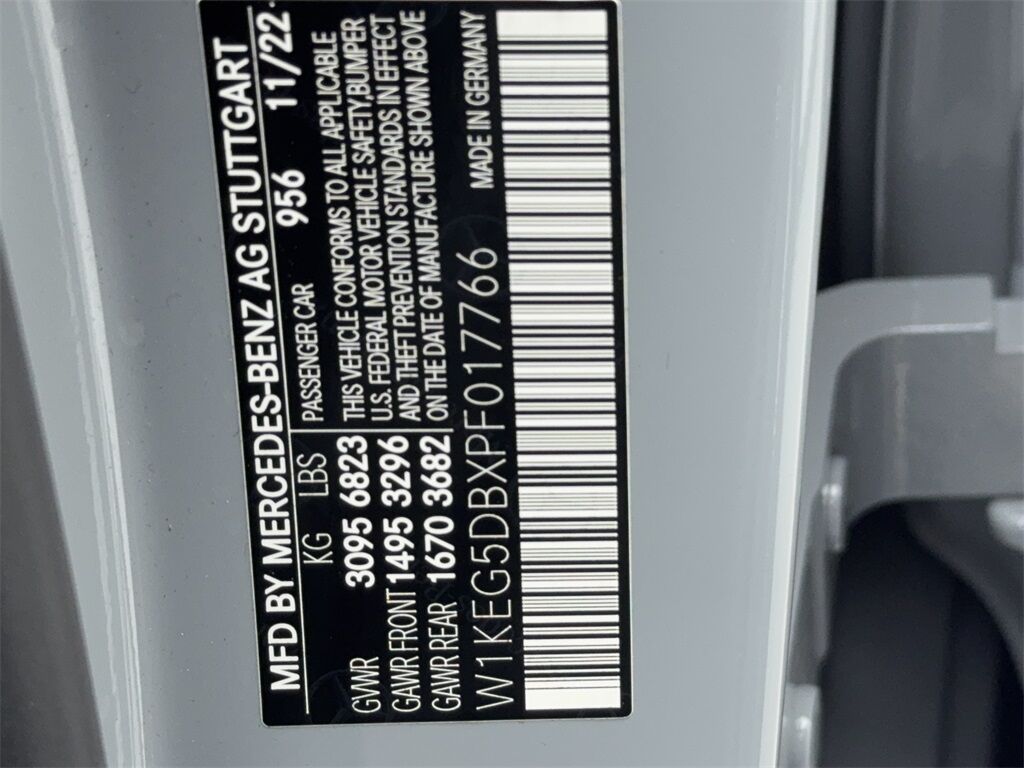 MFD BY MERCEDES-BENZ AG STUTTGART
956 11/22
KG LBS
PASSENGER CAR
GVWR 3095 6823
GAWR FRONT 1495 3296
GAWR REAR 1670 3682
THIS VEHICLE CONFORMS TO ALL APPLICABLE
U.S. FEDERAL MOTOR VEHICLE SAFETY,BUMPER
AND THEFT PREVENTION STANDARDS IN EFFECT
ON THE DATE OF MANUFACTURE SHOWN ABOVE
W1KEG5DBXPF017766
MADE IN GERMANY